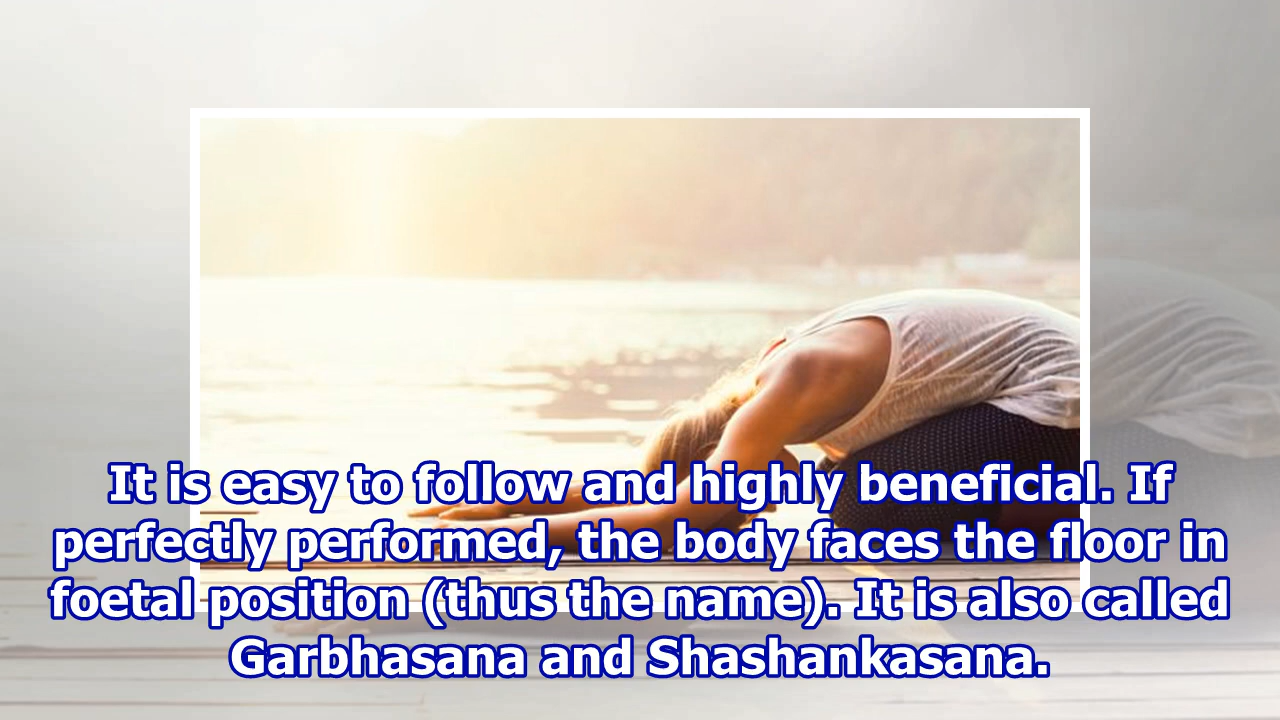 It is easy to follow and highly beneficial. If
perfectly performed, the body faces the floor in
foetal position (thus the name). It is also called
Garbhasana and Shashankasana.